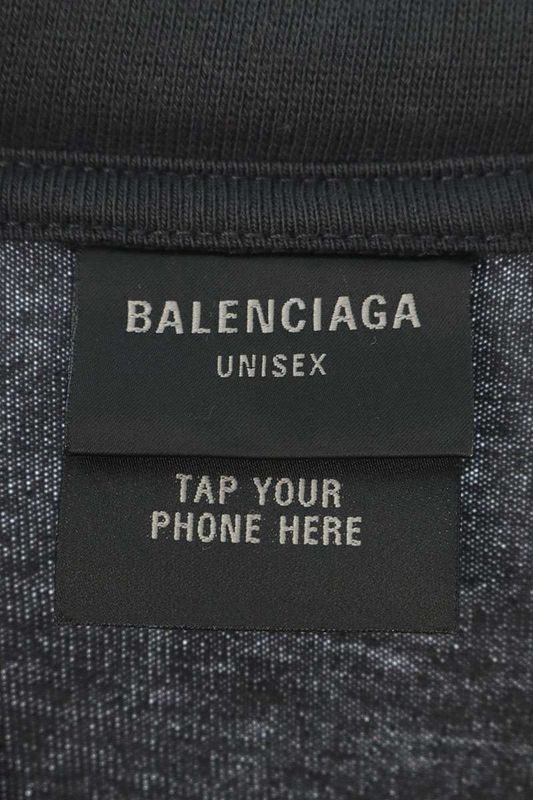 BALENCIAGA
UNISEX
TAP YOUR
PHONE HERE